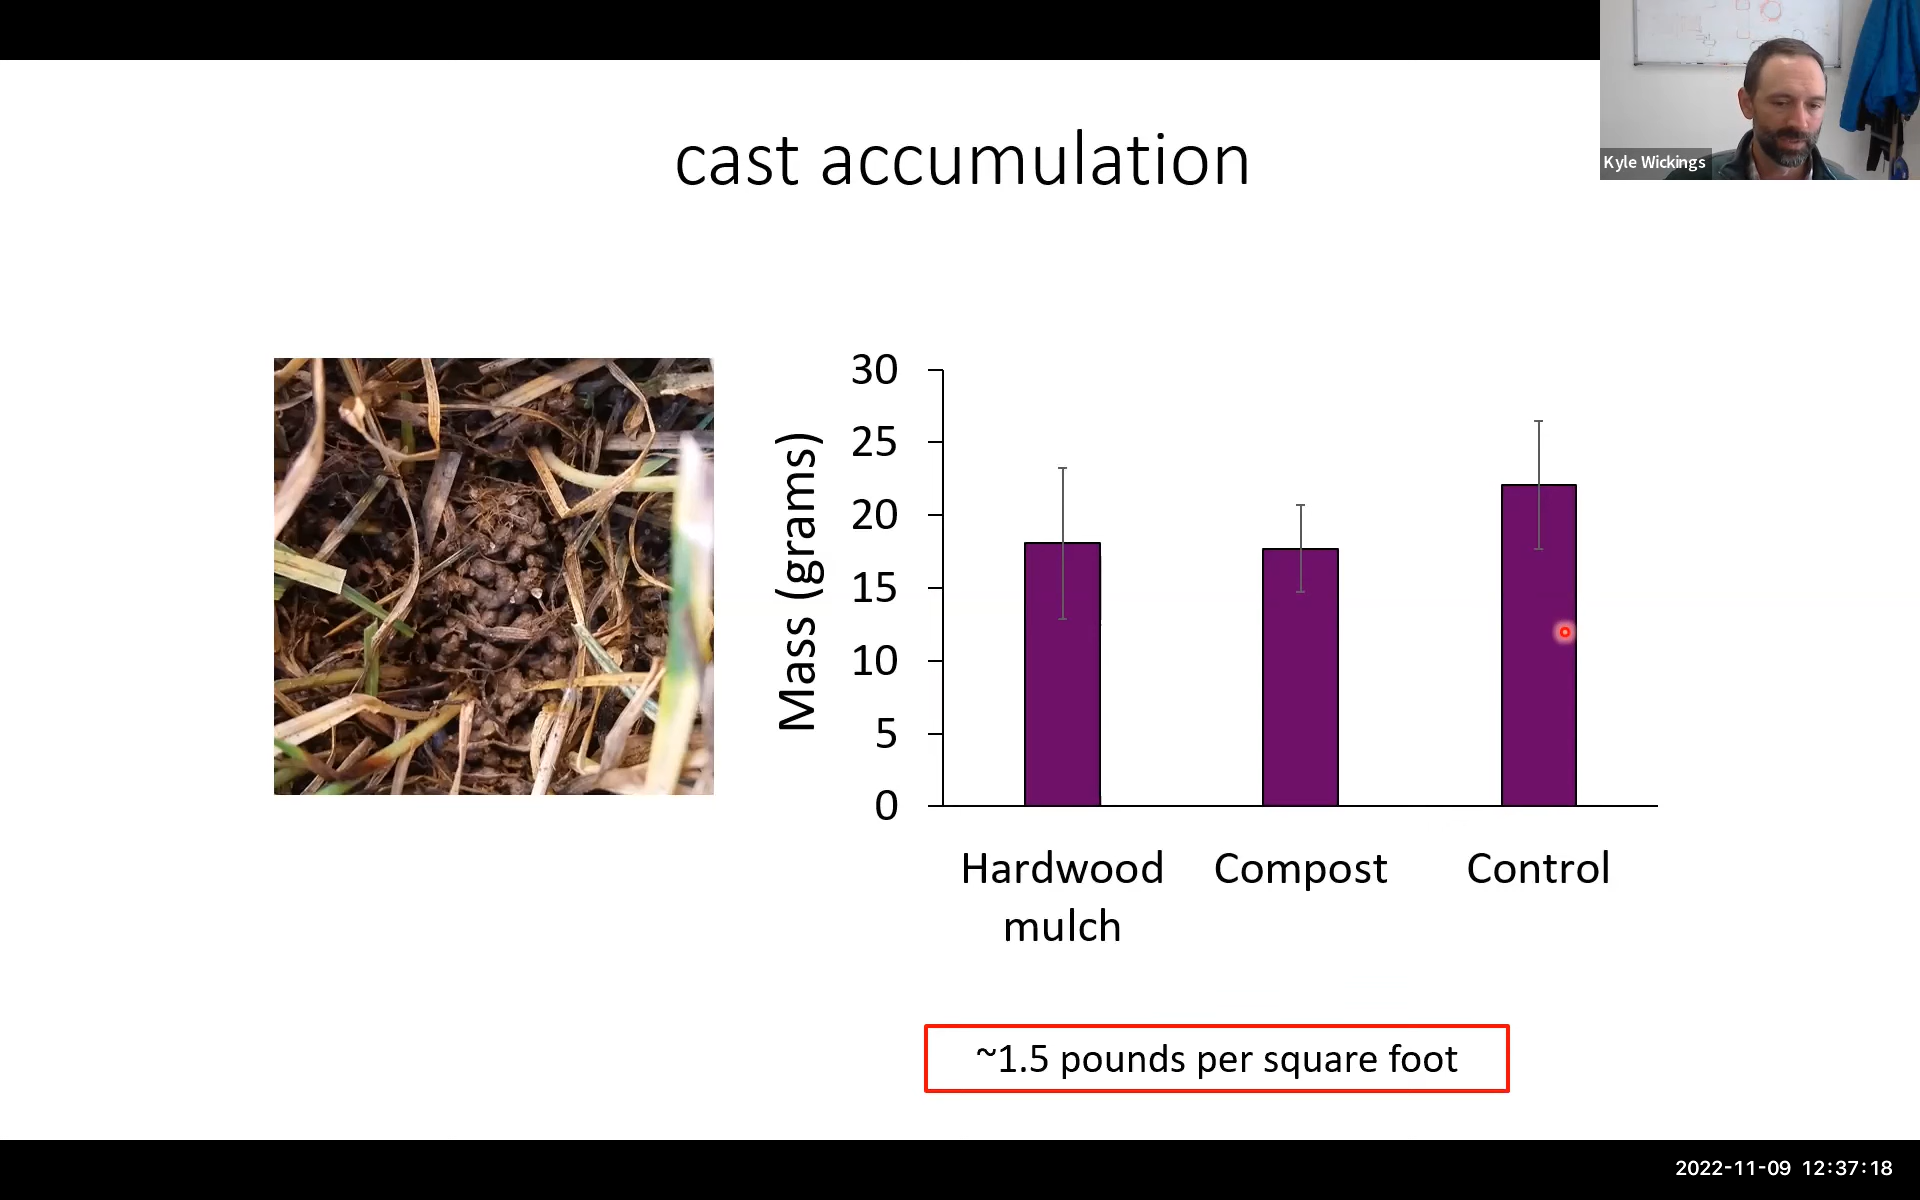 Kyle Wickings
cast accumulation
Mass (grams)
30
25
20
15
10
5
0
Hardwood
mulch
Compost
Control
~1.5 pounds per square foot
2022-11-09 12:37:18